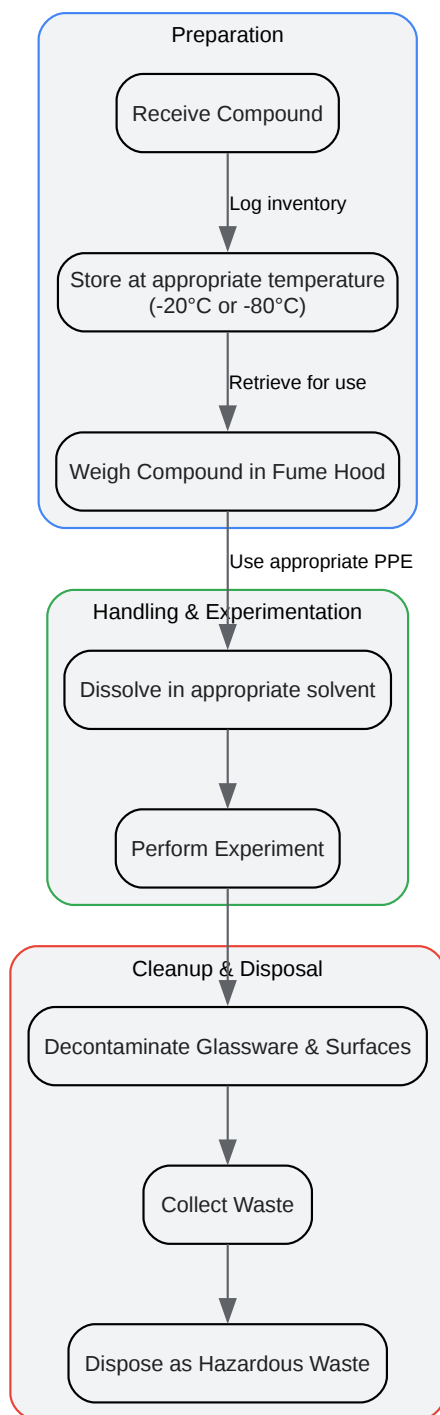 Preparation
Receive Compound
Log inventory
Store at appropriate temperature
(-20°C or -80°C)
Retrieve for use
Weigh Compound in Fume Hood
Use appropriate PPE
Handling & Experimentation
Dissolve in appropriate solvent
Perform Experiment
Cleanup & Disposal
Decontaminate Glassware & Surfaces
Collect Waste
Dispose as Hazardous Waste